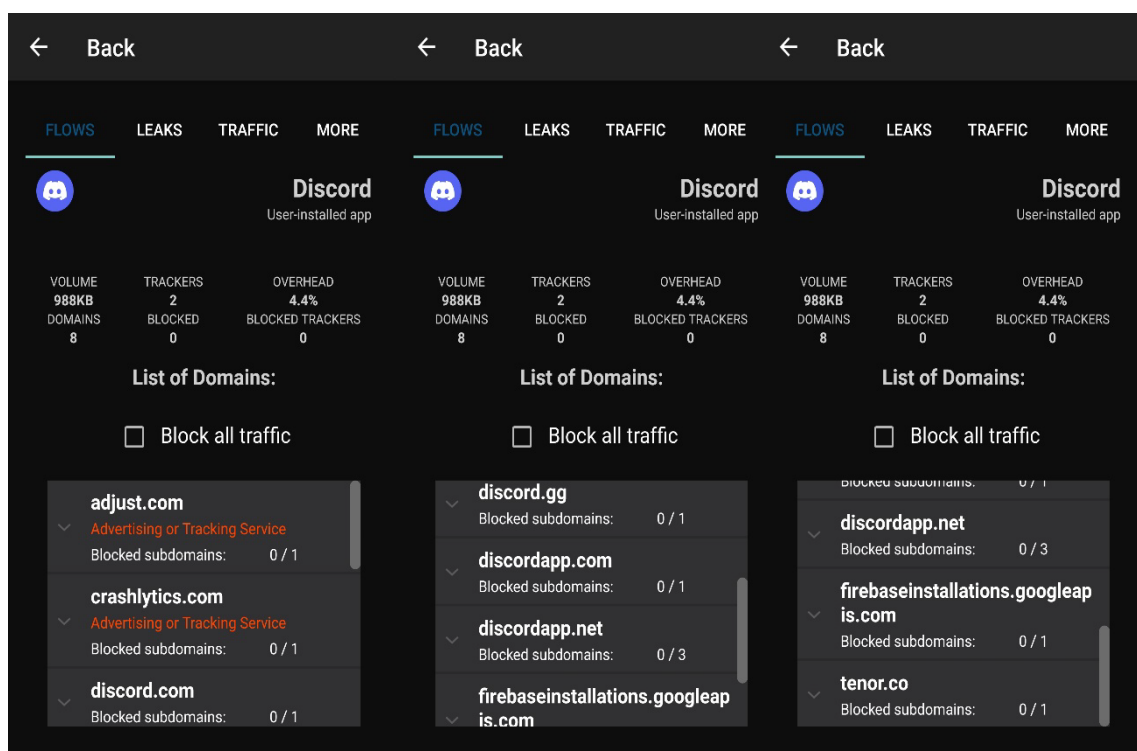 Back
FLOWS LEAKS TRAFFIC MORE
Discord
User-installed app
VOLUME TRACKERS OVERHEAD
988KB 2 4.4%
DOMAINS BLOCKED BLOCKED TRACKERS
8 0 0
List of Domains:
Block all traffic
adjust.com
Advertising or Tracking Service
Blocked subdomains: 0 / 1
crashlytics.com
Advertising or Tracking Service
Blocked subdomains: 0 / 1
discord.com
Blocked subdomains: 0 / 1
Back
FLOWS LEAKS TRAFFIC MORE
Discord
User-installed app
VOLUME TRACKERS OVERHEAD
988KB 2 4.4%
DOMAINS BLOCKED BLOCKED TRACKERS
8 0 0
List of Domains:
Block all traffic
discord.gg
Blocked subdomains: 0 / 1
discordapp.com
Blocked subdomains: 0 / 1
discordapp.net
Blocked subdomains: 0 / 3
firebaseinstallations.googleap
is.com
Back
FLOWS LEAKS TRAFFIC MORE
Discord
User-installed app
VOLUME TRACKERS OVERHEAD
988KB 2 4.4%
DOMAINS BLOCKED BLOCKED TRACKERS
8 0 0
List of Domains:
Block all traffic
Blocked subdomains: 0 / 1
discordapp.net
Blocked subdomains: 0 / 3
firebaseinstallations.googleap
is.com
Blocked subdomains: 0 / 1
tenor.co
Blocked subdomains: 0 / 1